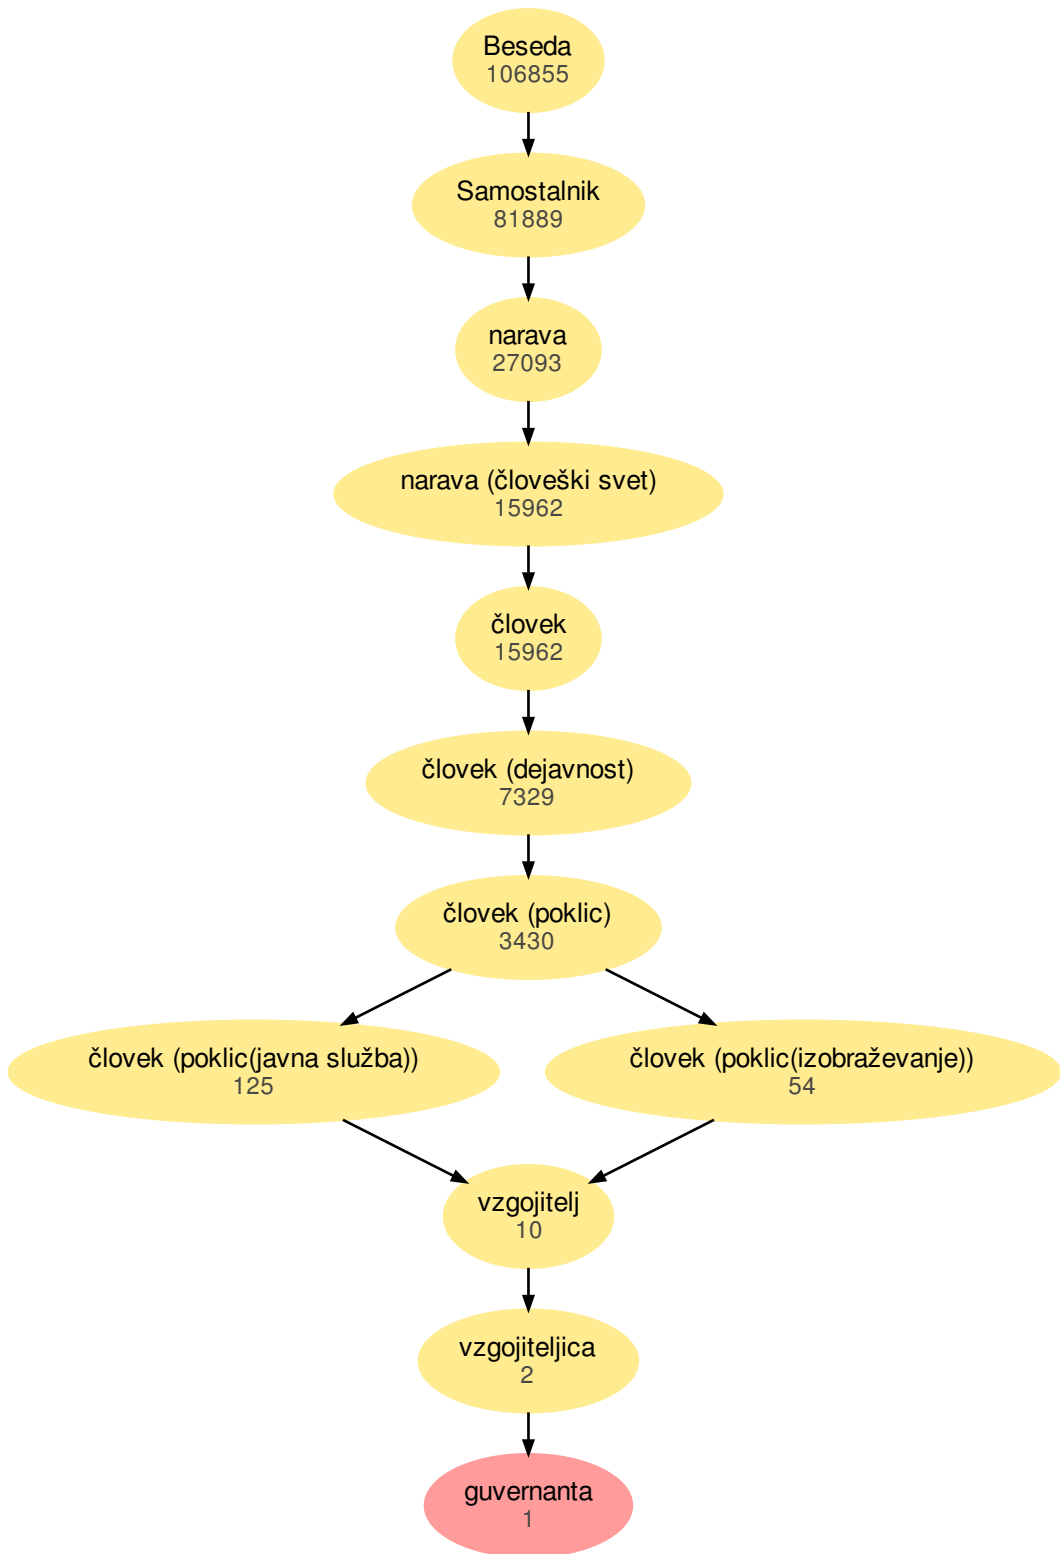 Beseda
106855
Samostalnik
81889
narava
27093
narava (človeški svet)
15962
človek
15962
človek (dejavnost)
7329
človek (poklic)
3430
človek (poklic(javna služba))
125
človek (poklic(izobraževanje))
54
vzgojitelj
10
vzgojiteljica
2
guvernanta
1